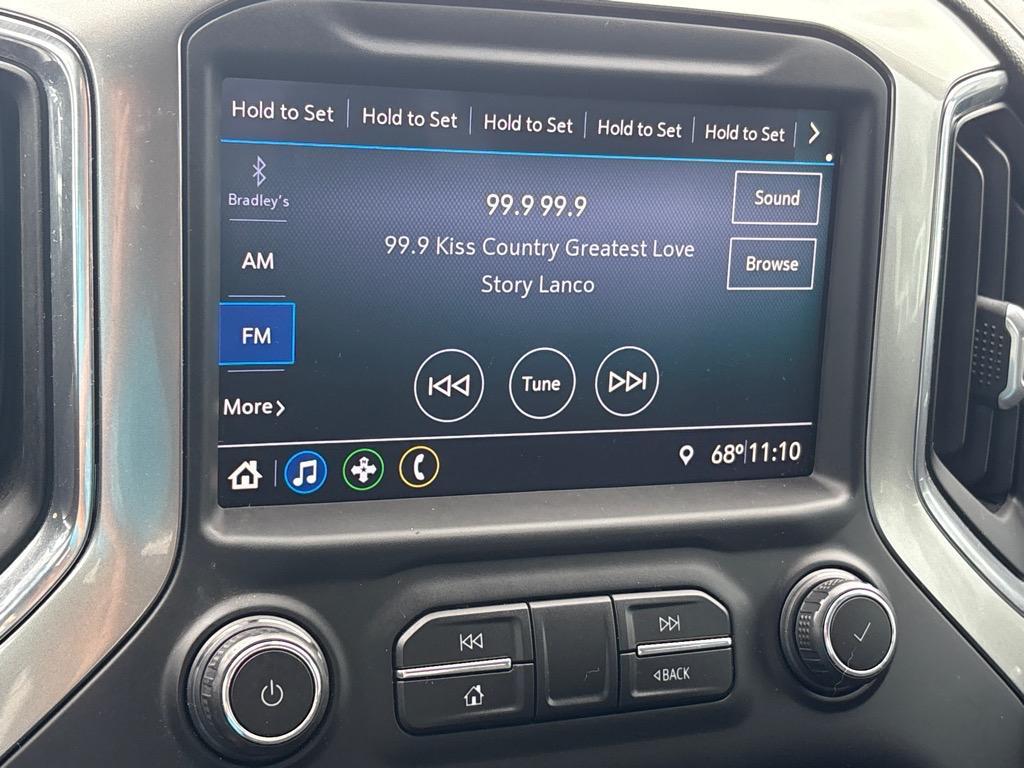 Hold to Set Hold to Set Hold to Set Hold to Set Hold to Set
Bradley's
99.9 99.9
Sound
99.9 Kiss Country Greatest Love
Story Lanco
Browse
AM
FM
Tune
More
68° 11:10
BACK